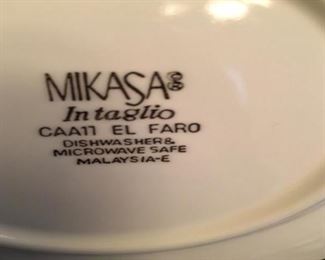 MIKASA
Intaglio
CAA11 EL FARO
DISHWASHER &
MICROWAVE SAFE
MALAYSIA-E